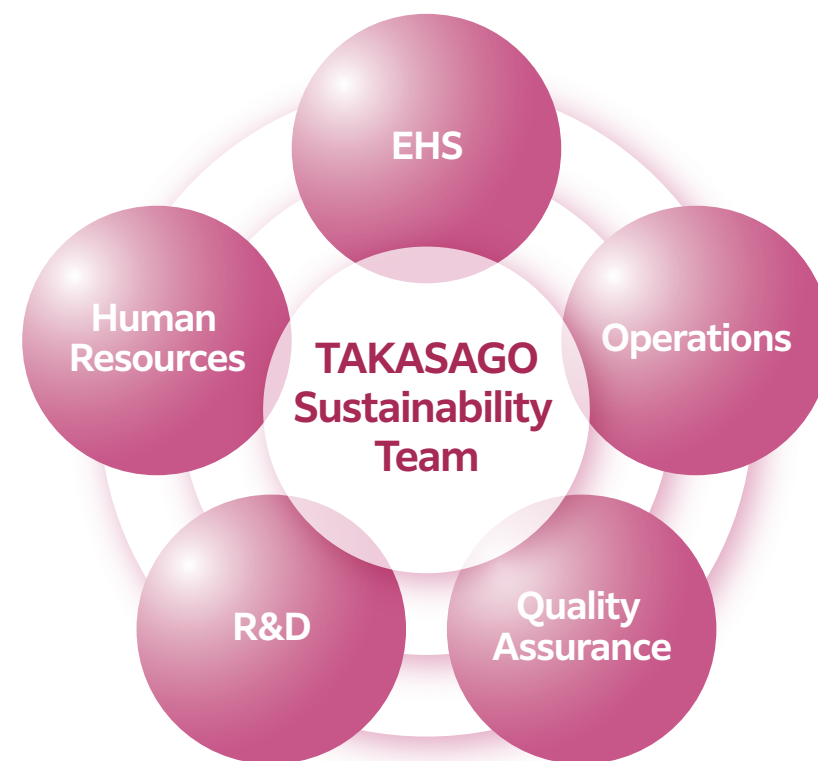 EHS
Human
Resources
Operations
TAKASAGO
Sustainability
Team
R&D
Quality
Assurance